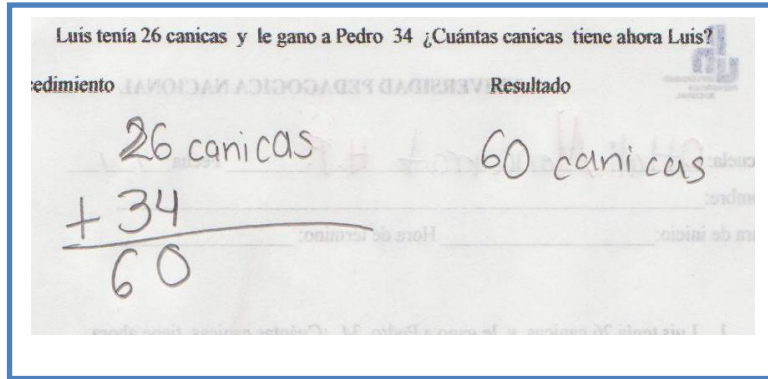 Luis tenía 26 canicas y le gano a Pedro 34 ¿Cuántas canicas tiene ahora Luis?
cedimiento Resultado
26 canicas 60 canicas
+ 34
60